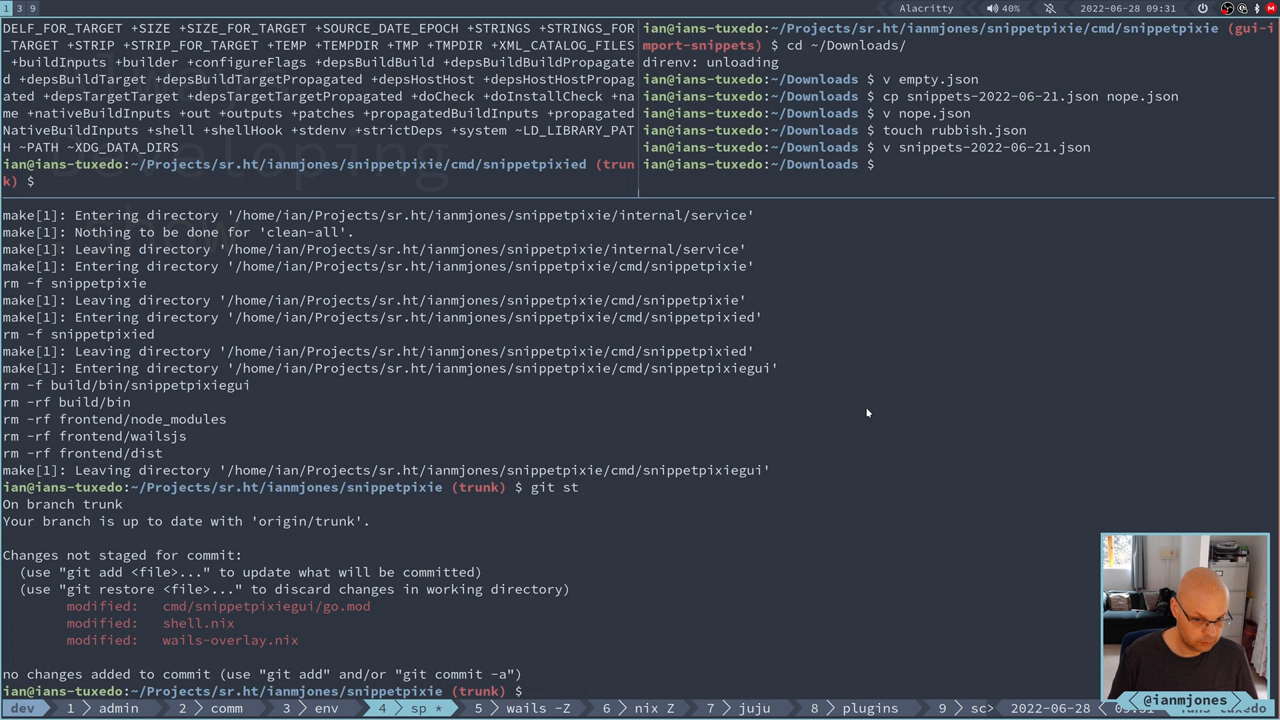 1 3 9
Alacritty 40% 2022-06-28 09:31
DELF_FOR_TARGET +SIZE +SIZE_FOR_TARGET +SOURCE_DATE_EPOCH +STRINGS +STRINGS_FOR
_TARGET +STRIP +STRIP_FOR_TARGET +TEMP +TEMPDIR +TMP +TMPDIR +XML_CATALOG_FILES
+buildInputs +builder +configureFlags +depsBuildBuild +depsBuildBuildPropagate
d +depsBuildTarget +depsBuildTargetPropagated +depsHostHost +depsHostHostPropag
ated +depsTargetTarget +depsTargetTargetPropagated +doCheck +doInstallCheck +na
me +nativeBuildInputs +out +outputs +patches +propagatedBuildInputs +propagated
NativeBuildInputs +shell +shellHook +stdenv +strictDeps +system ~LD_LIBRARY_PAT
H ~PATH ~XDG_DATA_DIRS
ian@ians-tuxedo:~/Projects/sr.ht/ianmjones/snippetpixie/cmd/snippetpixied (trun
k) $
ian@ians-tuxedo:~/Projects/sr.ht/ianmjones/snippetpixie/cmd/snippetpixie (gui-i
mport-snippets) $ cd ~/Downloads/
direnv: unloading
ian@ians-tuxedo:~/Downloads $ v empty.json
ian@ians-tuxedo:~/Downloads $ cp snippets-2022-06-21.json nope.json
ian@ians-tuxedo:~/Downloads $ v nope.json
ian@ians-tuxedo:~/Downloads $ touch rubbish.json
ian@ians-tuxedo:~/Downloads $ v snippets-2022-06-21.json
ian@ians-tuxedo:~/Downloads $
make[1]: Entering directory '/home/ian/Projects/sr.ht/ianmjones/snippetpixie/internal/service'
make[1]: Nothing to be done for 'clean-all'.
make[1]: Leaving directory '/home/ian/Projects/sr.ht/ianmjones/snippetpixie/internal/service'
make[1]: Entering directory '/home/ian/Projects/sr.ht/ianmjones/snippetpixie/cmd/snippetpixie'
rm -f snippetpixie
make[1]: Leaving directory '/home/ian/Projects/sr.ht/ianmjones/snippetpixie/cmd/snippetpixie'
make[1]: Entering directory '/home/ian/Projects/sr.ht/ianmjones/snippetpixie/cmd/snippetpixied'
rm -f snippetpixied
make[1]: Leaving directory '/home/ian/Projects/sr.ht/ianmjones/snippetpixie/cmd/snippetpixied'
make[1]: Entering directory '/home/ian/Projects/sr.ht/ianmjones/snippetpixie/cmd/snippetpixiegui'
rm -f build/bin/snippetpixiegui
rm -rf build/bin
rm -rf frontend/node_modules
rm -rf frontend/wailsjs
rm -rf frontend/dist
make[1]: Leaving directory '/home/ian/Projects/sr.ht/ianmjones/snippetpixie/cmd/snippetpixiegui'
ian@ians-tuxedo:~/Projects/sr.ht/ianmjones/snippetpixie (trunk) $ git st
On branch trunk
Your branch is up to date with 'origin/trunk'.
Changes not staged for commit:
(use "git add <file>..." to update what will be committed)
(use "git restore <file>..." to discard changes in working directory)
modified: cmd/snippetpixiegui/go.mod
modified: shell.nix
modified: wails-overlay.nix
no changes added to commit (use "git add" and/or "git commit -a")
ian@ians-tuxedo:~/Projects/sr.ht/ianmjones/snippetpixie (trunk) $
dev 1 admin 2 comm 3 env 4 sp * 5 wails -Z 6 nix Z 7 juju 8 plugins 9 sc> 2022-06-28
@ianmjones